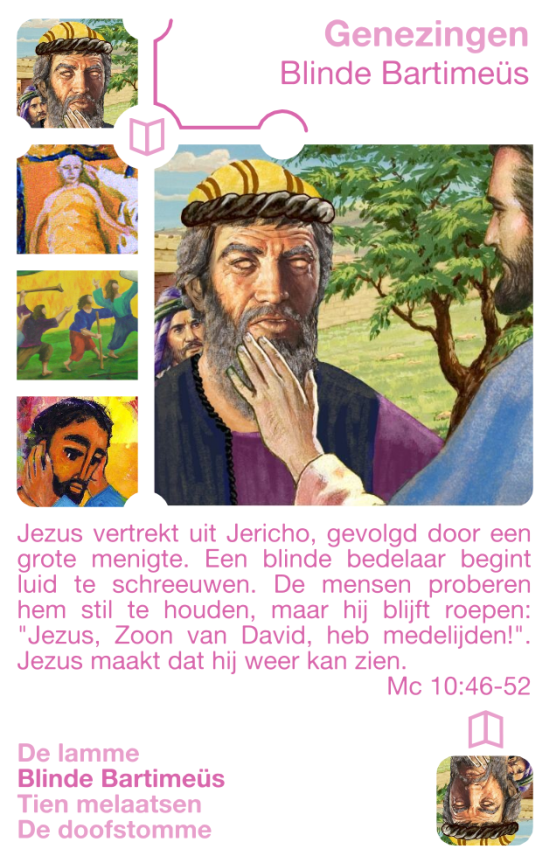 Genezingen
Blinde Bartimeüs
Jezus vertrekt uit Jericho, gevolgd door een
grote menigte. Een blinde bedelaar begint
luid te schreeuwen. De mensen proberen
hem stil te houden, maar hij blijft roepen:
"Jezus, Zoon van David, heb medelijden!".
Jezus maakt dat hij weer kan zien.
Mc 10:46-52
De lamme
Blinde Bartimeüs
Tien melaatsen
De doofstomme